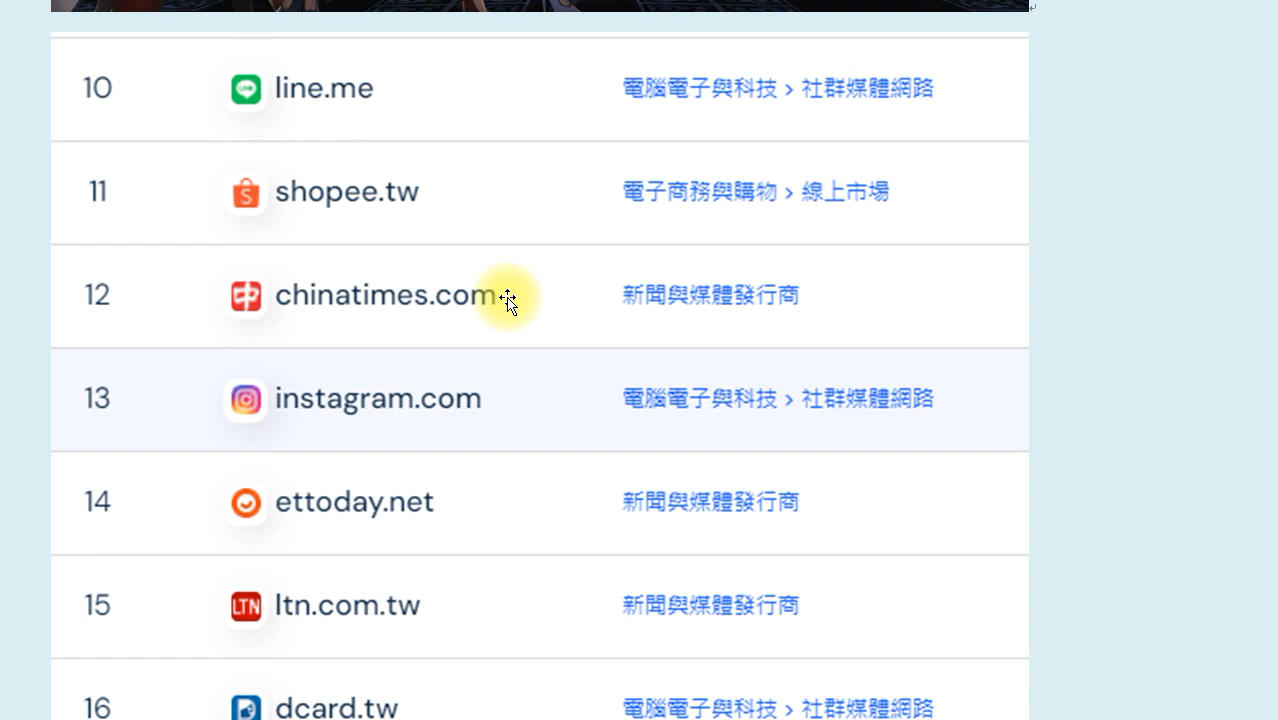 10 line.me 電腦電子與科技 > 社群媒體網路
11 shopee.tw 電子商務與購物 > 線上市場
12 chinatimes.com 新聞與媒體發行商
13 instagram.com 電腦電子與科技 > 社群媒體網路
14 ettoday.net 新聞與媒體發行商
15 LTN ltn.com.tw 新聞與媒體發行商
16 dcard.tw 電腦電子與科技 > 社群媒體網路